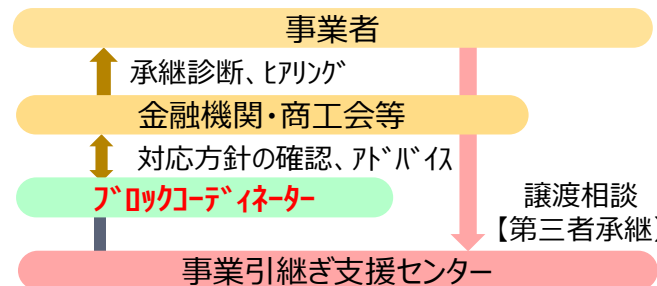 事業者
承継診断、ﾋｱﾘﾝｸﾞ
金融機関・商工会等
対応方針の確認、ｱﾄﾞﾊﾞｲｽ
ﾌﾞﾛｯｸｺｰﾃﾞｨﾈｰﾀｰ
譲渡相談
【第三者承継】
事業引継ぎ支援センター